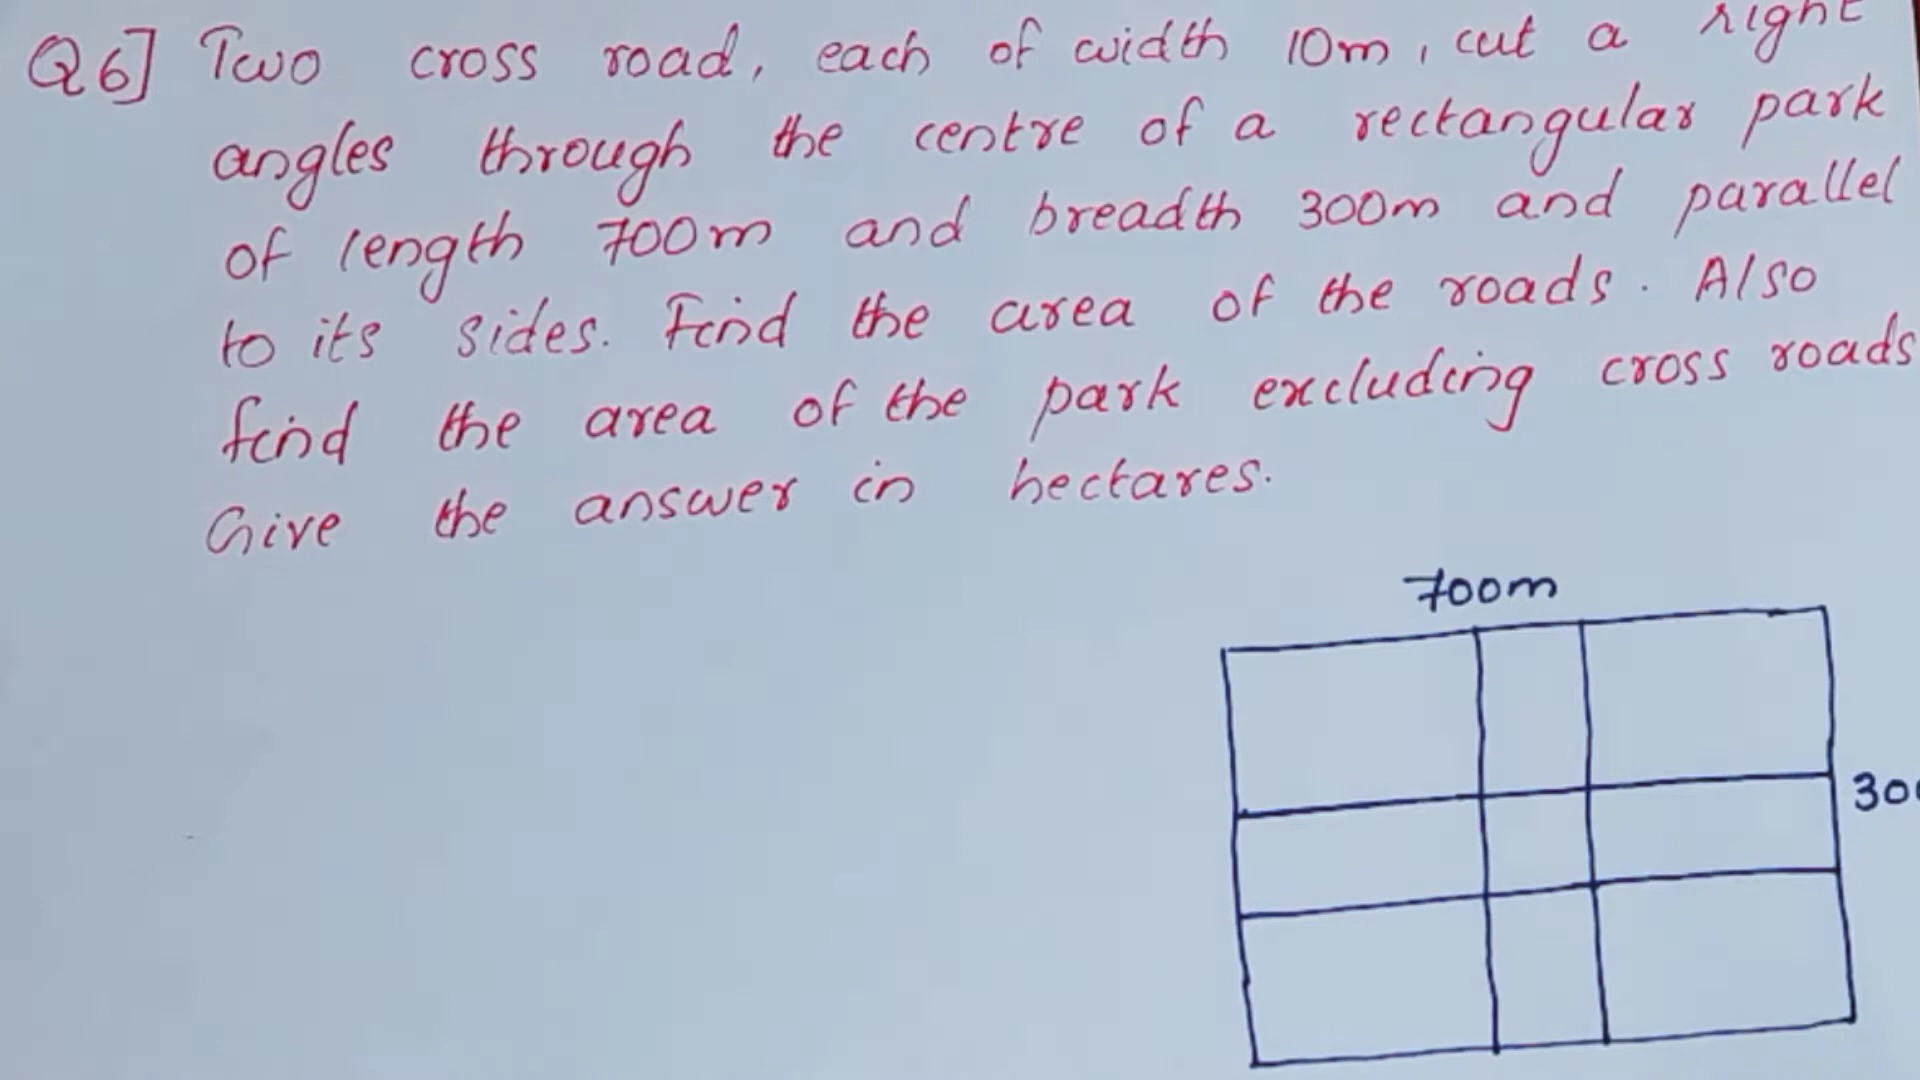 Q6] Two cross road, each of width 10m, cut a right
angles through the centre of a rectangular park
of length 700m and breadth 300m and parallel
to its sides. Find the area of the roads. Also
find the area of the park excluding cross roads
Give the answer in hectares.
700m
30